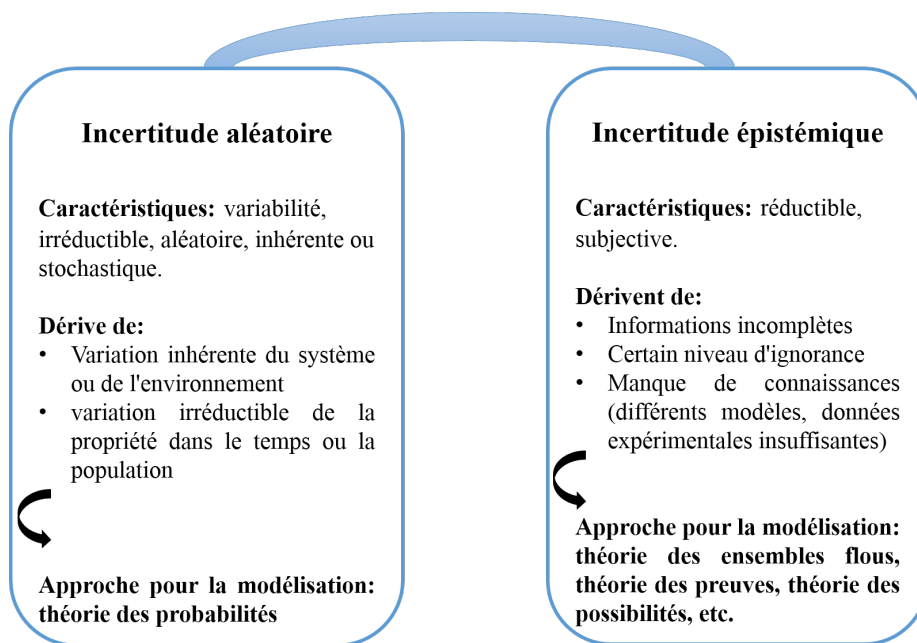 Incertitude aléatoire
Caractéristiques: variabilité,
irréductible, aléatoire, inhérente ou
stochastique.
Dérive de:
• Variation inhérente du système
ou de l'environnement
• variation irréductible de la
propriété dans le temps ou la
population
Approche pour la modélisation:
théorie des probabilités
Incertitude épistémique
Caractéristiques: réductible,
subjective.
Dérivent de:
• Informations incomplètes
• Certain niveau d'ignorance
• Manque de connaissances
(différents modèles, données
expérimentales insuffisantes)
Approche pour la modélisation:
théorie des ensembles flous,
théorie des preuves, théorie des
possibilités, etc.